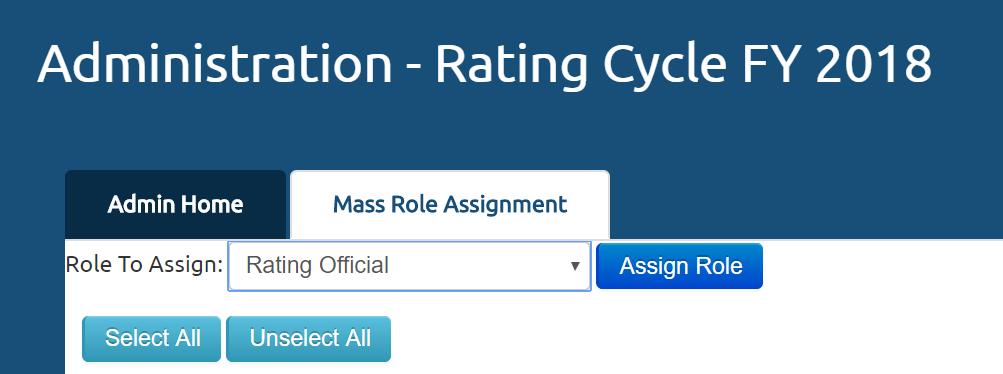 Administration - Rating Cycle FY 2018
Admin Home Mass Role Assignment
Role To Assign: Rating Official Assign Role
Select All Unselect All